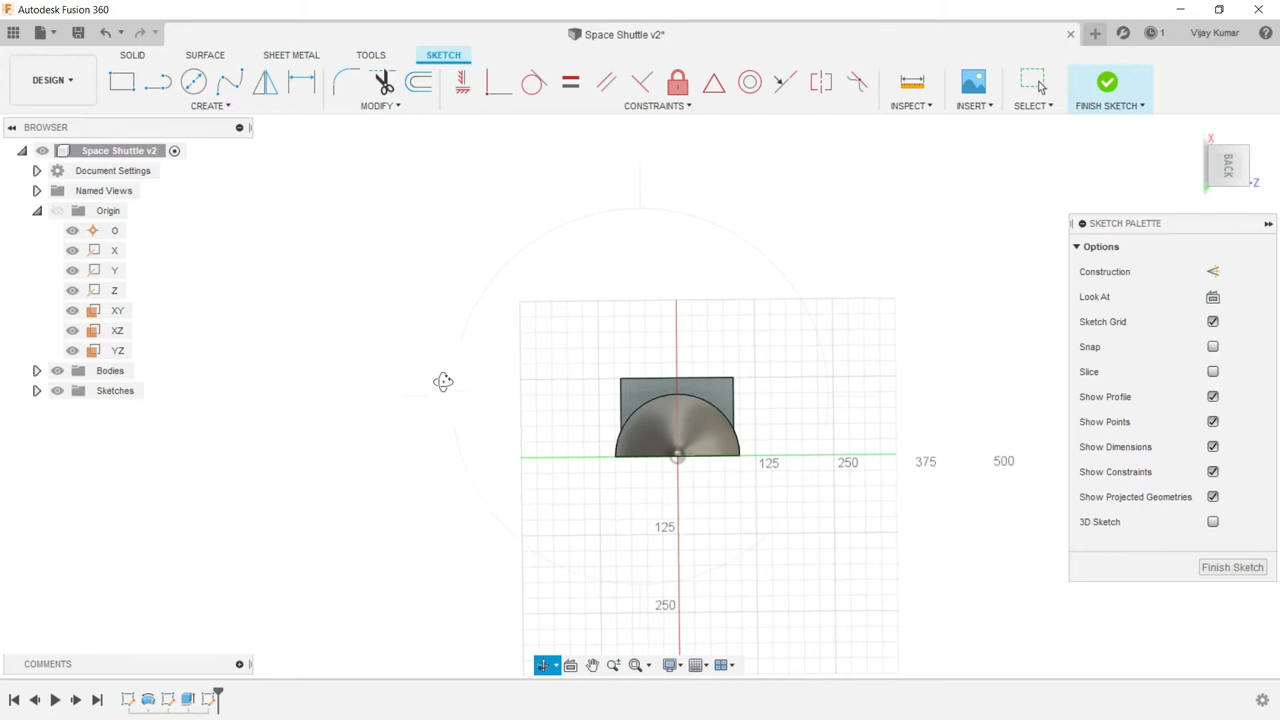 Autodesk Fusion 360
Space Shuttle v2*
1
Vijay Kumar
DESIGN
SOLID
SURFACE
SHEET METAL
TOOLS
SKETCH
CREATE
MODIFY
CONSTRAINTS
INSPECT
INSERT
SELECT
FINISH SKETCH
BROWSER
Space Shuttle v2
Document Settings
Named Views
Origin
O
X
Y
Z
XY
XZ
YZ
Bodies
Sketches
X
BACK
Z
125
250
375
500
125
250
SKETCH PALETTE
Options
Construction
Look At
Sketch Grid
Snap
Slice
Show Profile
Show Points
Show Dimensions
Show Constraints
Show Projected Geometries
3D Sketch
Finish Sketch
COMMENTS